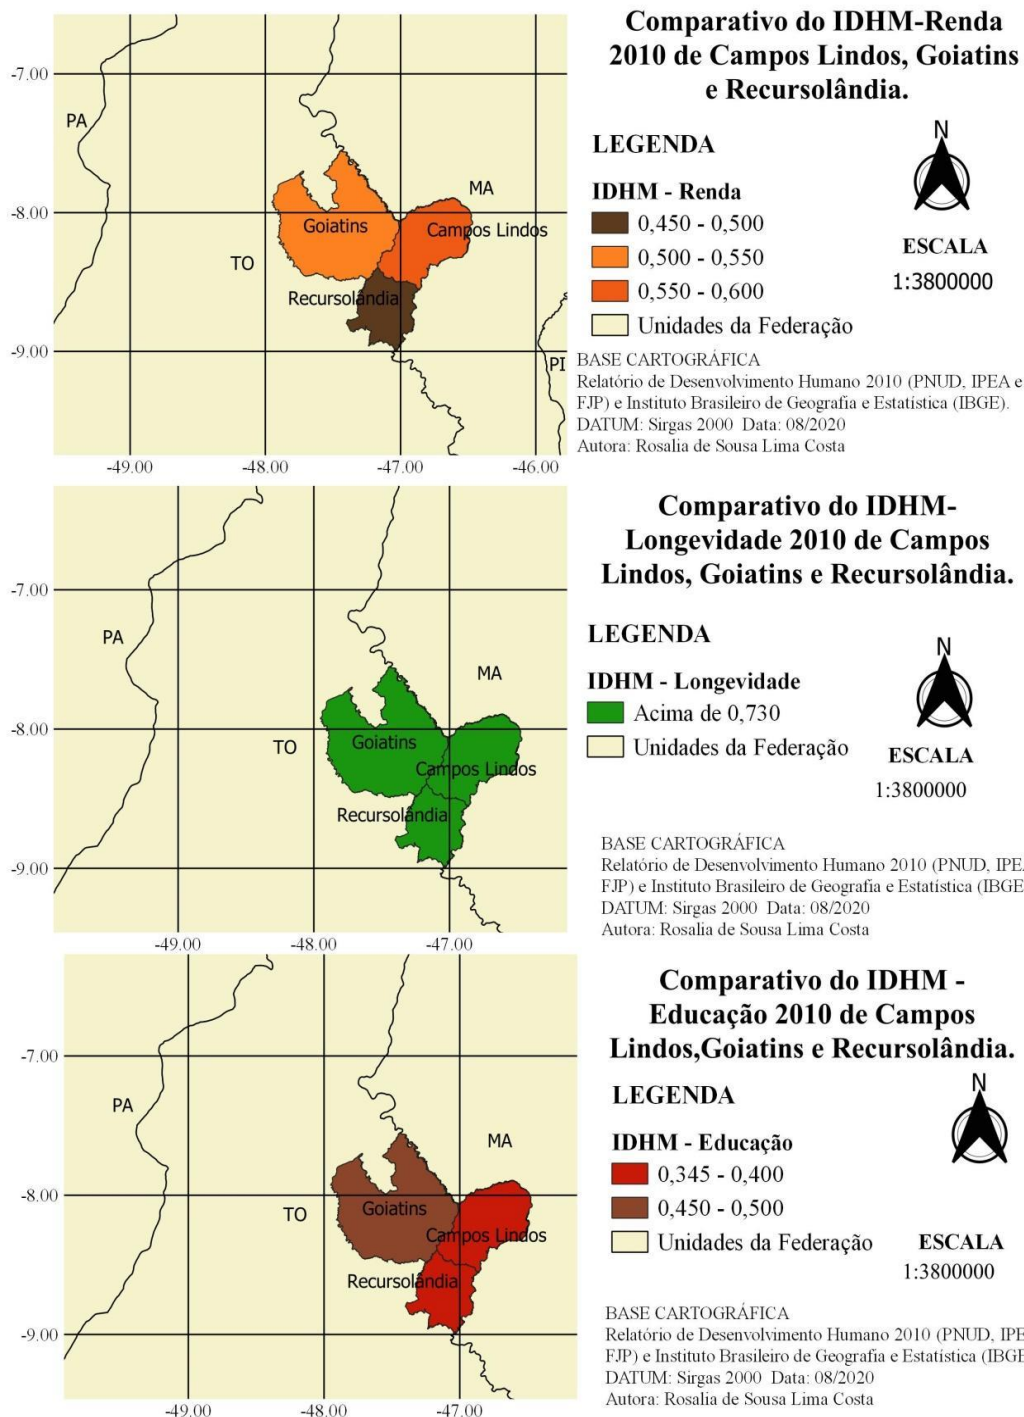 Comparativo do IDHM-Renda
2010 de Campos Lindos, Goiatins
e Recursolândia.
-7.00
-8.00
-9.00
PA
MA
Goiatins
Campos Lindos
TO
Recursolândia
PI
-49.00
-48.00
-47.00
-46.00
LEGENDA
IDHM - Renda
0,450 - 0,500
0,500 - 0,550
0,550 - 0,600
Unidades da Federação
N
ESCALA
1:3800000
BASE CARTOGRÁFICA
Relatório de Desenvolvimento Humano 2010 (PNUD, IPEA e
FJP) e Instituto Brasileiro de Geografia e Estatística (IBGE).
DATUM: Sirgas 2000 Data: 08/2020
Autora: Rosalia de Sousa Lima Costa
Comparativo do IDHM-
Longevidade 2010 de Campos
Lindos, Goiatins e Recursolândia.
-7.00
-8.00
-9.00
PA
MA
Goiatins
TO
Campos Lindos
Recursolândia
-49.00
-48.00
-47.00
LEGENDA
IDHM - Longevidade
Acima de 0,730
Unidades da Federação
N
ESCALA
1:3800000
BASE CARTOGRÁFICA
Relatório de Desenvolvimento Humano 2010 (PNUD, IPEA
FJP) e Instituto Brasileiro de Geografia e Estatística (IBGE
DATUM: Sirgas 2000 Data: 08/2020
Autora: Rosalia de Sousa Lima Costa
Comparativo do IDHM -
Educação 2010 de Campos
Lindos,Goiatins e Recursolândia.
-7.00
-8.00
-9.00
PA
MA
Goiatins
TO
Campos Lindos
Recursolândia
-49.00
-48.00
-47.00
LEGENDA
IDHM - Educação
0,345 - 0,400
0,450 - 0,500
Unidades da Federação
N
ESCALA
1:3800000
BASE CARTOGRÁFICA
Relatório de Desenvolvimento Humano 2010 (PNUD, IPE
FJP) e Instituto Brasileiro de Geografia e Estatística (IBGE
DATUM: Sirgas 2000 Data: 08/2020
Autora: Rosalia de Sousa Lima Costa